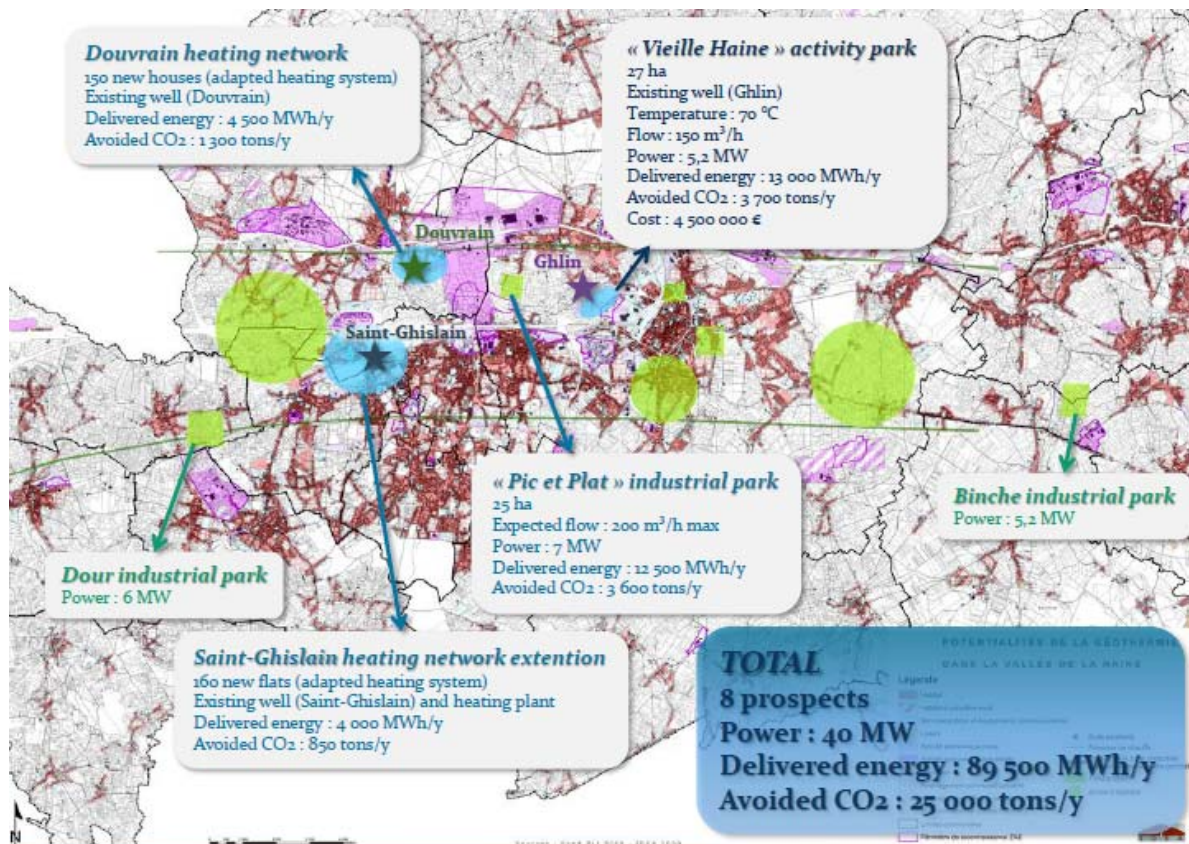 Douvrain heating network
150 new houses (adapted heating system)
Existing well (Douvrain)
Delivered energy : 4 500 MWh/y
Avoided CO2 : 1 300 tons/y
« Vieille Haine » activity park
27 ha
Existing well (Ghlin)
Temperature : 70 °C
Flow : 150 m³/h
Power : 5,2 MW
Delivered energy : 13 000 MWh/y
Avoided CO2 : 3 700 tons/y
Cost : 4 500 000 €
Douvrain
Ghlin
Saint-Ghislain
« Pic et Plat » industrial park
25 ha
Expected flow : 200 m³/h max
Power : 7 MW
Delivered energy : 12 500 MWh/y
Avoided CO2 : 3 600 tons/y
Binche industrial park
Power : 5,2 MW
Dour industrial park
Power : 6 MW
Saint-Ghislain heating network extention
160 new flats (adapted heating system)
Existing well (Saint-Ghislain) and heating plant
Delivered energy : 4 000 MWh/y
Avoided CO2 : 850 tons/y
POTENTIALITES DE LA GEOTHERMIE
DANS LA VALLEE DE LA HAINE
Légende
TOTAL
8 prospects
Power : 40 MW
Delivered energy : 89 500 MWh/y
Avoided CO2 : 25 000 tons/y
N